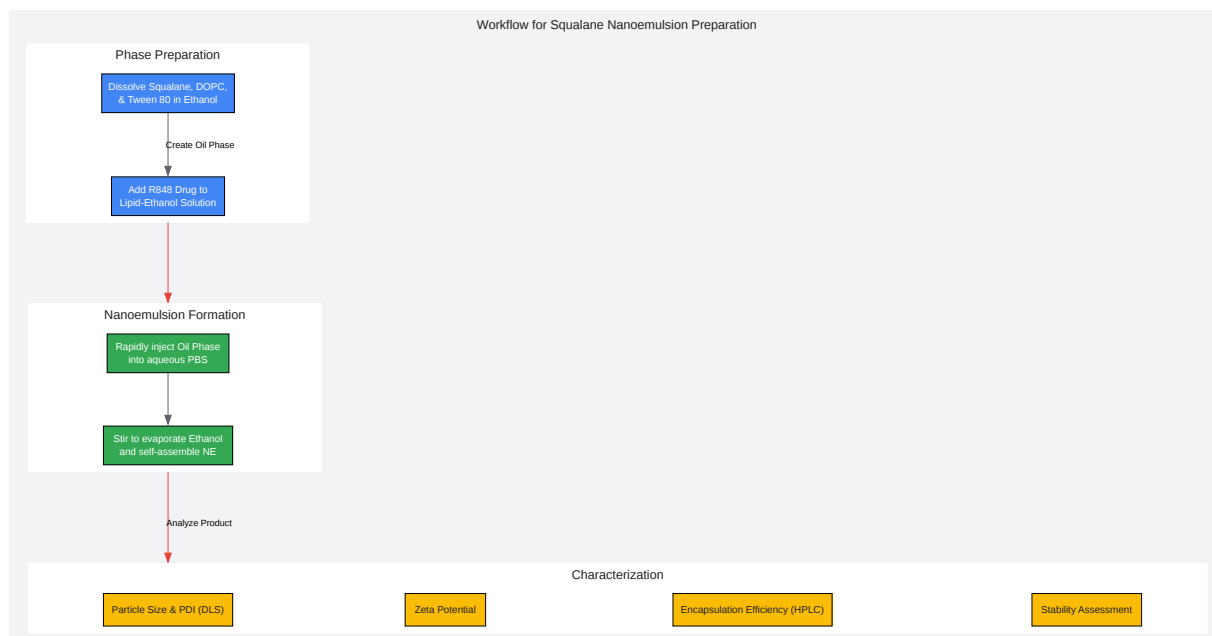 Workflow for Squalane Nanoemulsion Preparation
Phase Preparation
Dissolve Squalane, DOPC,
& Tween 80 in Ethanol
Create Oil Phase
Add R848 Drug to
Lipid-Ethanol Solution
Nanoemulsion Formation
Rapidly inject Oil Phase
into aqueous PBS
Stir to evaporate Ethanol
and self-assemble NE
Analyze Product
Characterization
Particle Size & PDI (DLS)
Zeta Potential
Encapsulation Efficiency (HPLC)
Stability Assessment